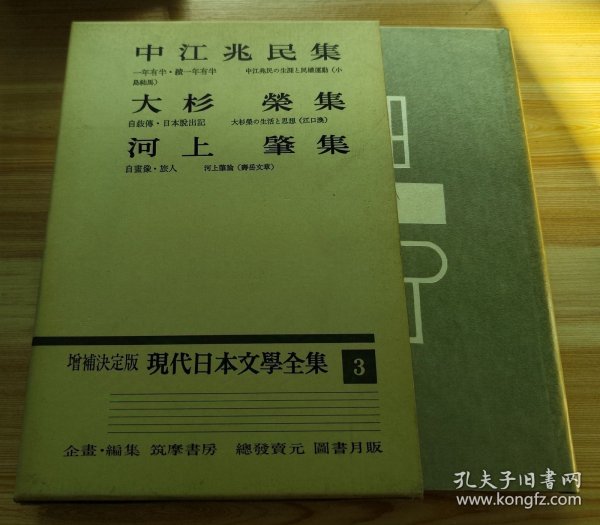 中江兆民集
一年有半・續一年有半 中江兆民の生涯と民權運動（小
島祐馬）
大杉 榮集
自敍傳・日本脫出記 大杉榮の生活と思想（江口渙）
河上 肇集
自畫像・旅人 河上肇論（壽岳文章）
增補決定版 現代日本文學全集 3
企畫・編集 筑摩書房 總發賣元 圖書月販
孔夫子旧书网
www.kongfz.com